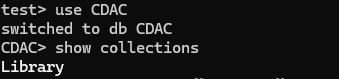 test> use CDAC
switched to db CDAC
CDAC> show collections
Library